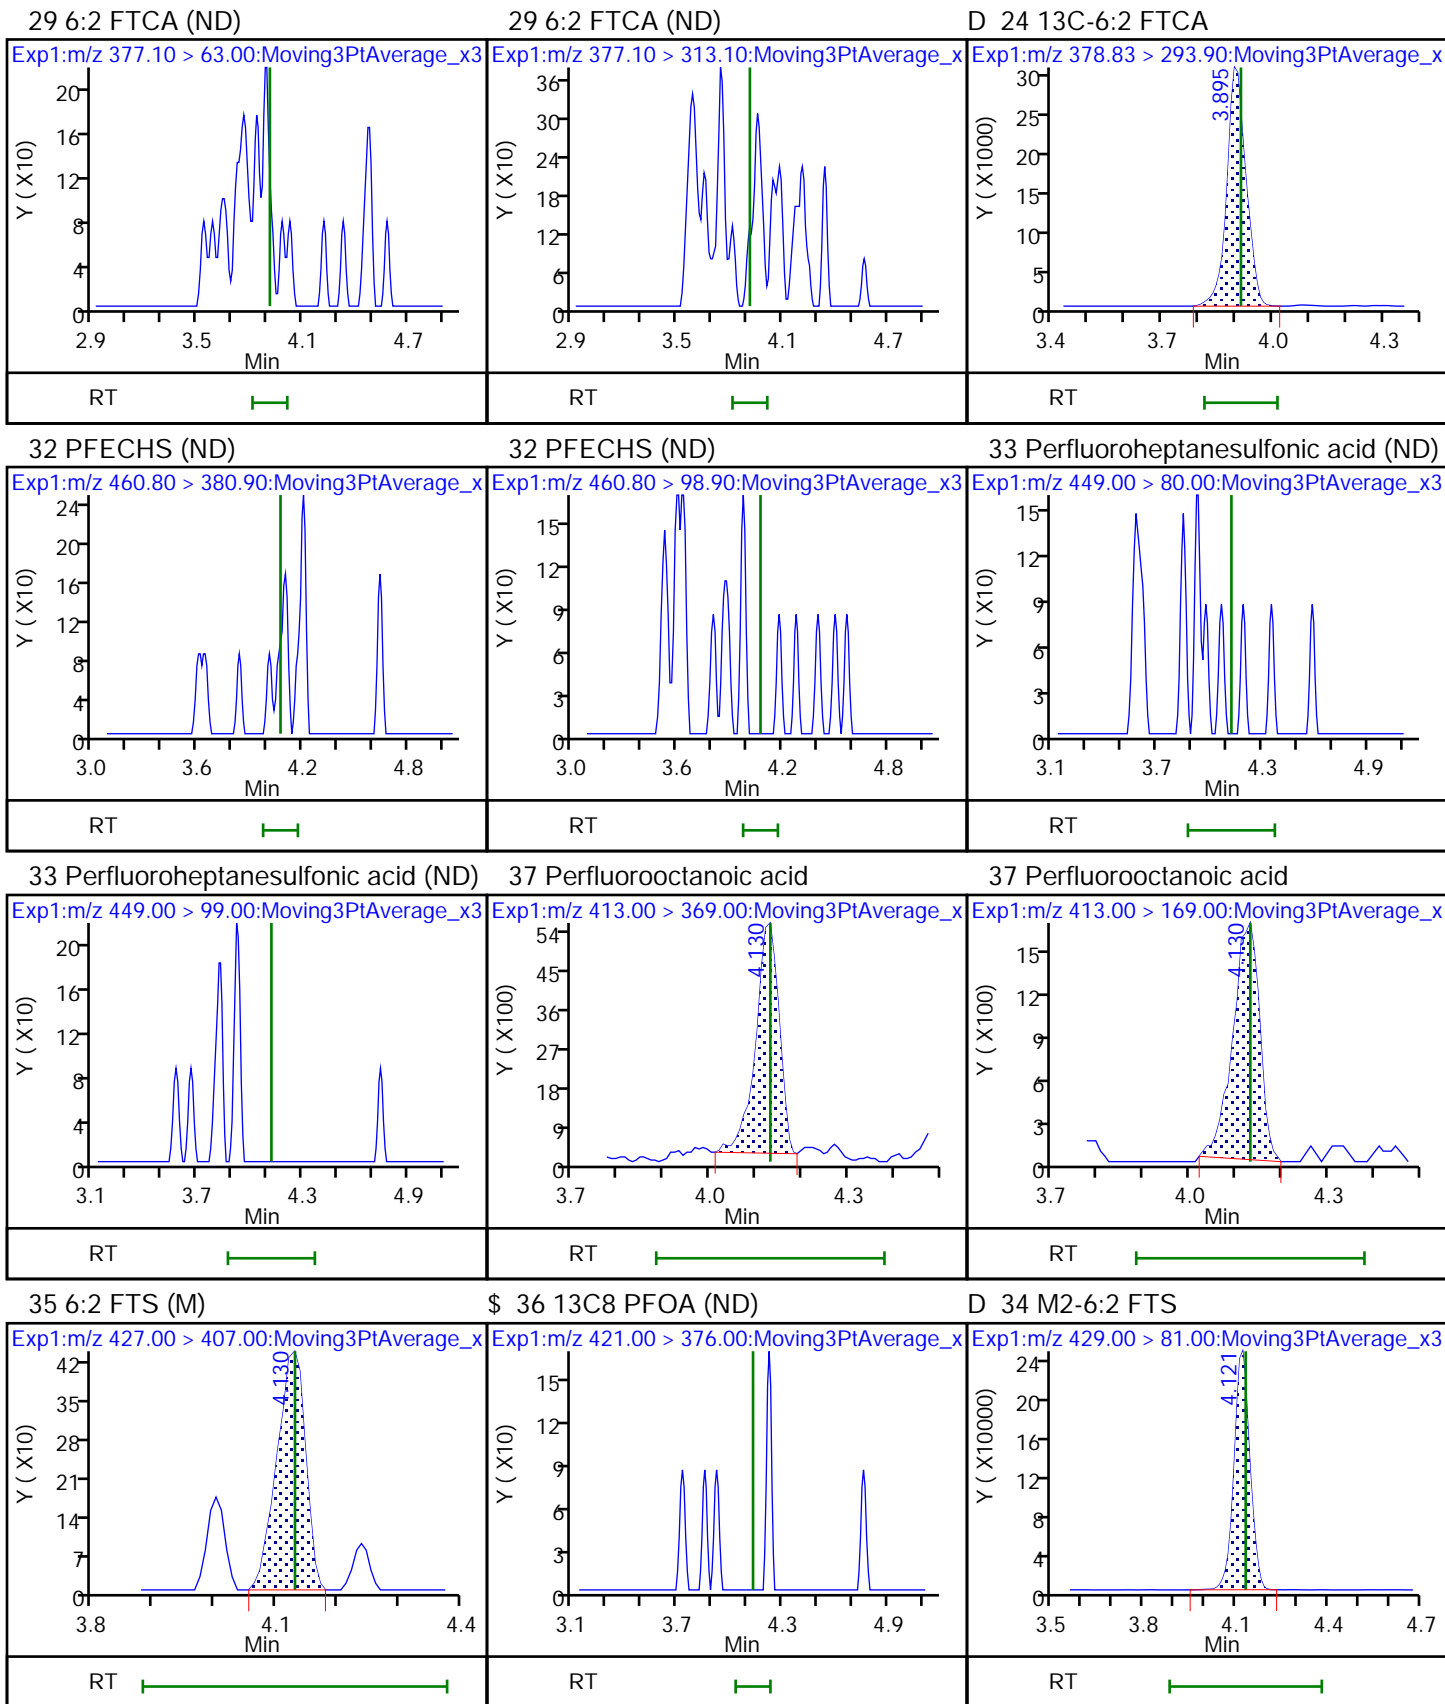 29 6:2 FTCA (ND)
Exp1:m/z 377.10 > 63.00:Moving3PtAverage_x3
Y ( X10)
20
16
12
8
4
0
2.9 3.5 4.1 4.7
Min
RT
29 6:2 FTCA (ND)
Exp1:m/z 377.10 > 313.10:Moving3PtAverage_x
Y ( X10)
36
30
24
18
12
6
0
2.9 3.5 4.1 4.7
Min
RT
D 24 13C-6:2 FTCA
Exp1:m/z 378.83 > 293.90:Moving3PtAverage_x
3.895
Y ( X1000)
30
25
20
15
10
5
0
3.4 3.7 4.0 4.3
Min
RT
32 PFECHS (ND)
Exp1:m/z 460.80 > 380.90:Moving3PtAverage_x
Y ( X10)
24
20
16
12
8
4
0
3.0 3.6 4.2 4.8
Min
RT
32 PFECHS (ND)
Exp1:m/z 460.80 > 98.90:Moving3PtAverage_x3
Y ( X10)
15
12
9
6
3
0
3.0 3.6 4.2 4.8
Min
RT
33 Perfluoroheptanesulfonic acid (ND)
Exp1:m/z 449.00 > 80.00:Moving3PtAverage_x3
Y ( X10)
15
12
9
6
3
0
3.1 3.7 4.3 4.9
Min
RT
33 Perfluoroheptanesulfonic acid (ND)
Exp1:m/z 449.00 > 99.00:Moving3PtAverage_x3
Y ( X10)
20
16
12
8
4
0
3.1 3.7 4.3 4.9
Min
RT
37 Perfluorooctanoic acid
Exp1:m/z 413.00 > 369.00:Moving3PtAverage_x
4.130
Y ( X100)
54
45
36
27
18
9
0
3.7 4.0 4.3
Min
RT
37 Perfluorooctanoic acid
Exp1:m/z 413.00 > 169.00:Moving3PtAverage_x
4.130
Y ( X100)
15
12
9
6
3
0
3.7 4.0 4.3
Min
RT
35 6:2 FTS (M)
Exp1:m/z 427.00 > 407.00:Moving3PtAverage_x
4.130
Y ( X10)
42
35
28
21
14
7
0
3.8 4.1 4.4
Min
RT
$ 36 13C8 PFOA (ND)
Exp1:m/z 421.00 > 376.00:Moving3PtAverage_x
Y ( X10)
15
12
9
6
3
0
3.1 3.7 4.3 4.9
Min
RT
D 34 M2-6:2 FTS
Exp1:m/z 429.00 > 81.00:Moving3PtAverage_x3
4.121
Y ( X10000)
24
20
16
12
8
4
0
3.5 3.8 4.1 4.4 4.7
Min
RT